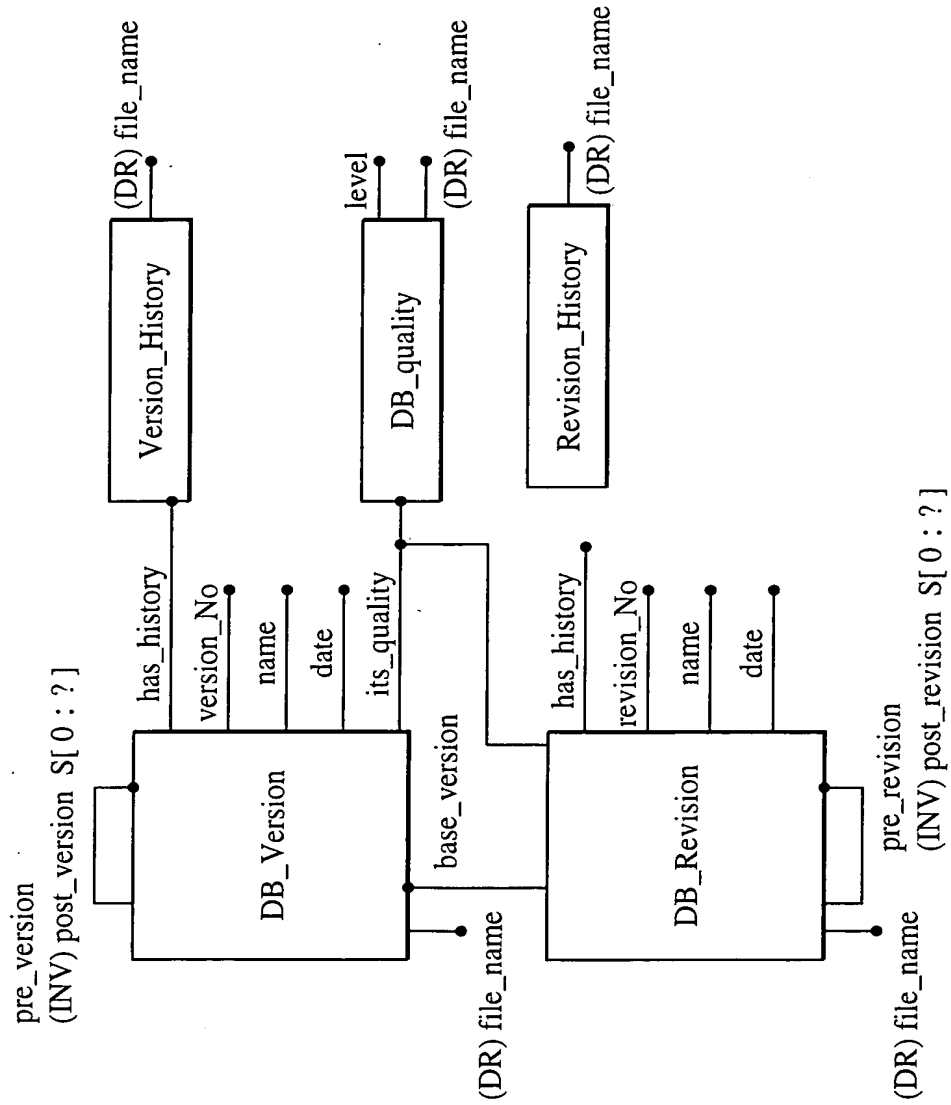 pre_version
(INV) post_version S[ 0 : ? ]
DB_Version
has_history
version_No
name
date
its_quality
(DR) file_name
base_version
Version_History
(DR) file_name
DB_quality
level
(DR) file_name
DB_Revision
has_history
revision_No
name
date
Revision_History
(DR) file_name
(DR) file_name
pre_revision
(INV) post_revision S[ 0 : ? ]